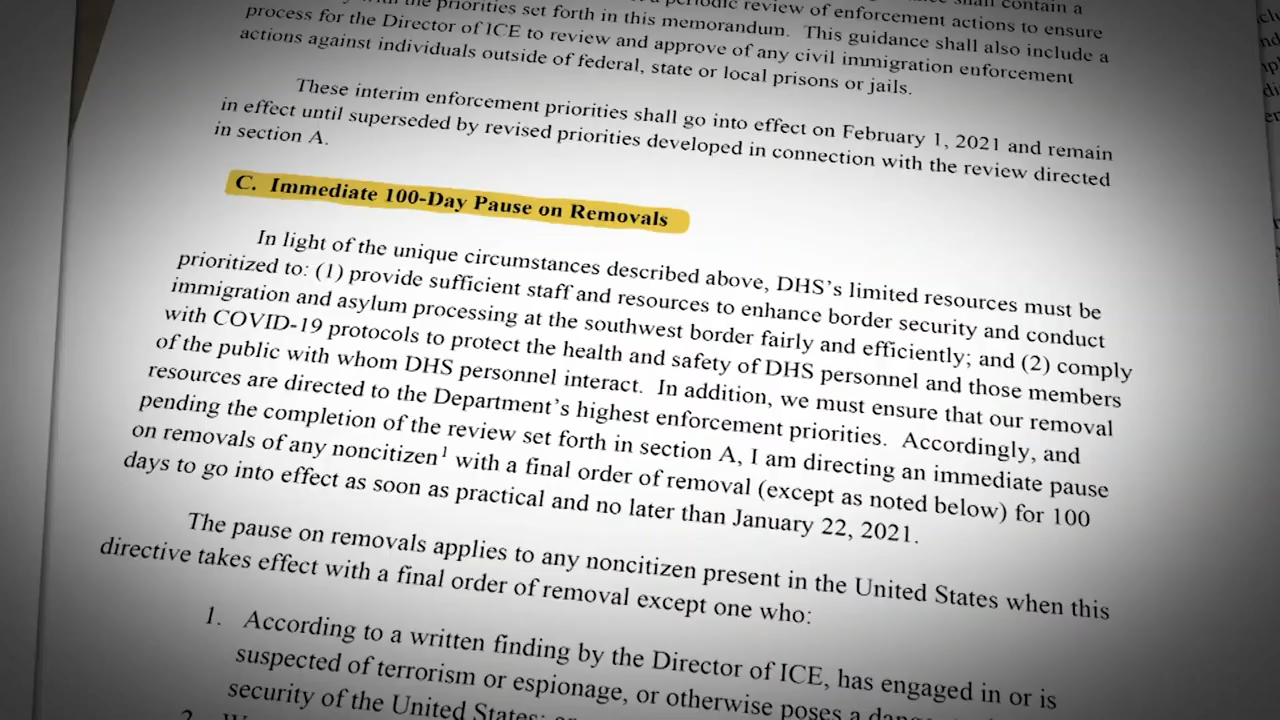 shall contain a
the priorities set forth in this memorandum. This guidance shall also include a
periodic review of enforcement actions to ensure
process for the Director of ICE to review and approve of any civil immigration enforcement
actions against individuals outside of federal, state or local prisons or jails.
These interim enforcement priorities shall go into effect on February 1, 2021 and remain
in effect until superseded by revised priorities developed in connection with the review directed
in section A.
C. Immediate 100-Day Pause on Removals
In light of the unique circumstances described above, DHS’s limited resources must be
prioritized to: (1) provide sufficient staff and resources to enhance border security and conduct
immigration and asylum processing at the southwest border fairly and efficiently; and (2) comply
with COVID-19 protocols to protect the health and safety of DHS personnel and those members
of the public with whom DHS personnel interact. In addition, we must ensure that our removal
resources are directed to the Department’s highest enforcement priorities. Accordingly, and
pending the completion of the review set forth in section A, I am directing an immediate pause
on removals of any noncitizen¹ with a final order of removal (except as noted below) for 100
days to go into effect as soon as practical and no later than January 22, 2021.
The pause on removals applies to any noncitizen present in the United States when this
directive takes effect with a final order of removal except one who:
1. According to a written finding by the Director of ICE, has engaged in or is
suspected of terrorism or espionage, or otherwise poses a
security of the United States; or
2.